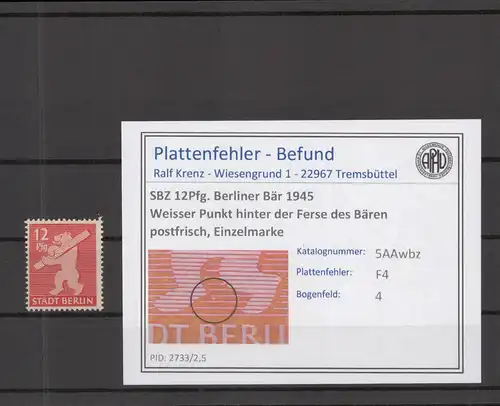 Plattenfehler - Befund
Ralf Krenz - Wiesengrund 1 - 22967 Tremsbüttel
SBZ 12Pfg. Berliner Bär 1945
Weisser Punkt hinter der Ferse des Bären
postfrisch, Einzelmarke
Katalognummer: 5AAwbz
Plattenfehler: F4
Bogenfeld: 4
DT BERLI
PID: 2733/2,5
12
Pfg
STADT BERLIN